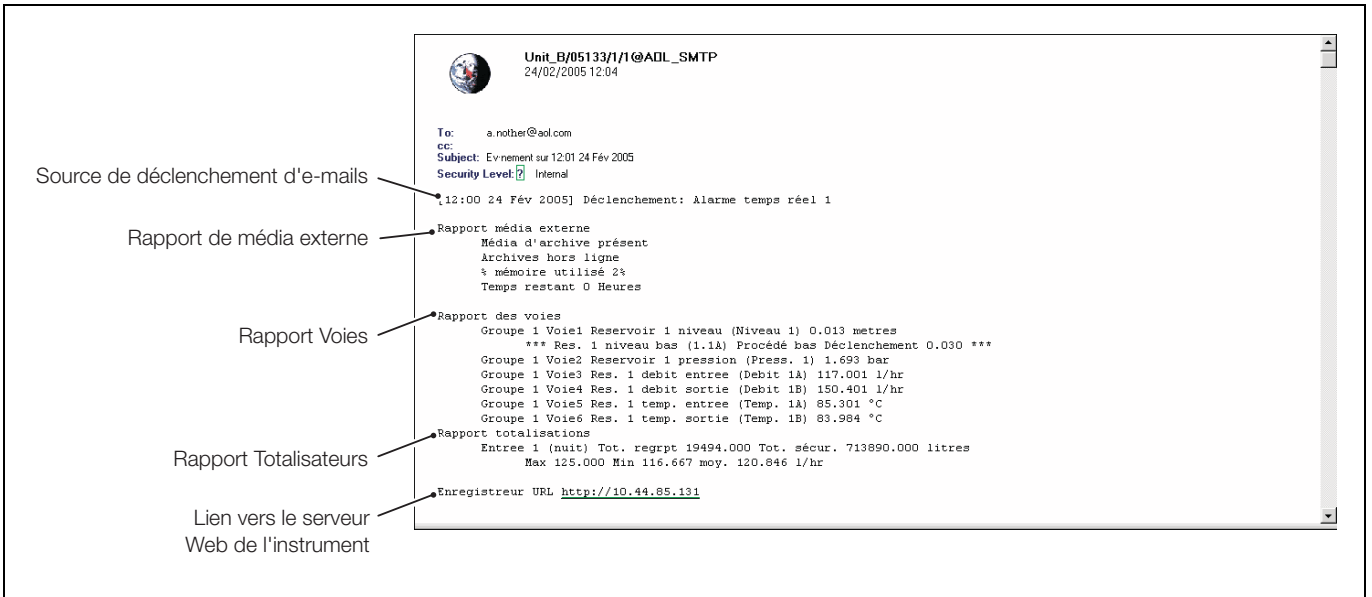 Unit_B/05133/1/1@AOL_SMTP
24/02/2005 12:04
To: a.nother@aol.com
cc:
Subject: Ev·nement sur 12:01 24 Fév 2005
Security Level: ? Internal
Source de déclenchement d'e-mails
[12:00 24 Fév 2005] Déclenchement: Alarme temps réel 1
Rapport de média externe
Rapport média externe
Média d'archive présent
Archives hors ligne
% mémoire utilisé 2%
Temps restant 0 Heures
Rapport Voies
Rapport des voies
Groupe 1 Voie1 Reservoir 1 niveau (Niveau 1) 0.013 metres
*** Res. 1 niveau bas (1.1A) Procédé bas Déclenchement 0.030 ***
Groupe 1 Voie2 Reservoir 1 pression (Press. 1) 1.693 bar
Groupe 1 Voie3 Res. 1 debit entree (Debit 1A) 117.001 l/hr
Groupe 1 Voie4 Res. 1 debit sortie (Debit 1B) 150.401 l/hr
Groupe 1 Voie5 Res. 1 temp. entree (Temp. 1A) 85.301 °C
Groupe 1 Voie6 Res. 1 temp. sortie (Temp. 1B) 83.984 °C
Rapport Totalisateurs
Rapport totalisations
Entree 1 (nuit) Tot. regrpt 19494.000 Tot. sécur. 713890.000 litres
Max 125.000 Min 116.667 moy. 120.846 l/hr
Lien vers le serveur
Web de l'instrument
Enregistreur URL http://10.44.85.131